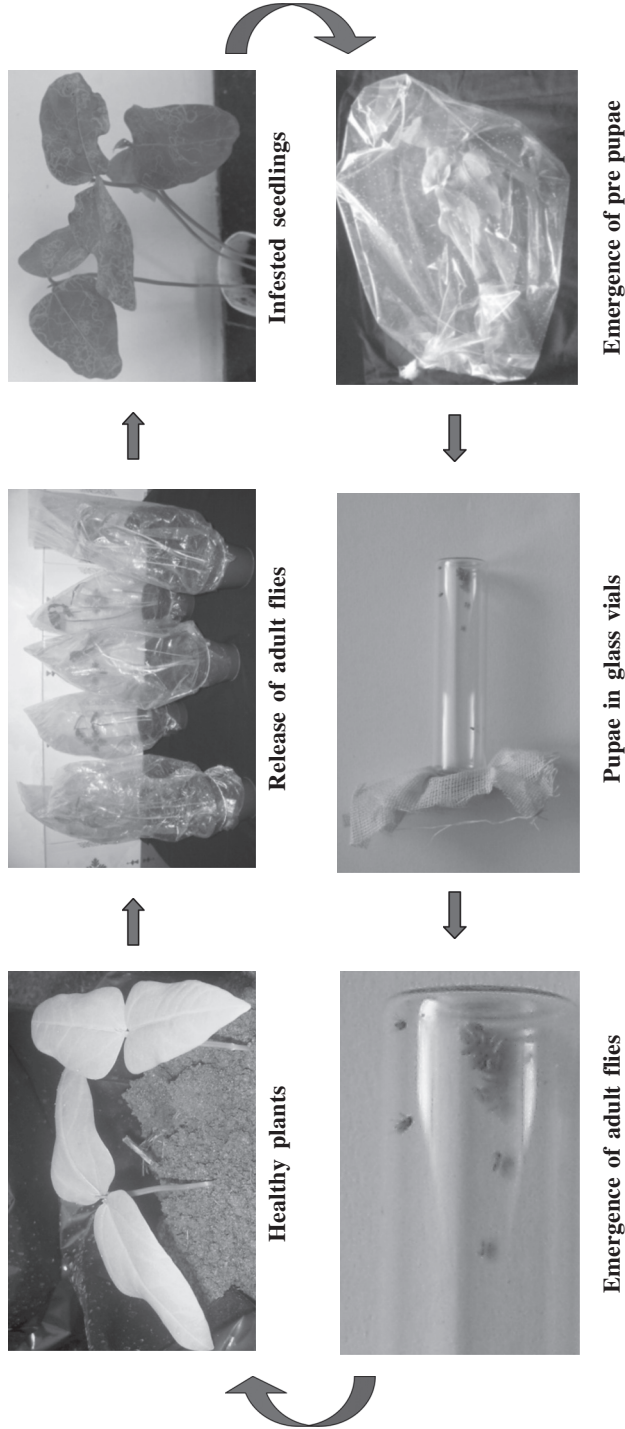 Healthy plants
Release of adult flies
Infested seedlings
Emergence of adult flies
Pupae in glass vials
Emergence of pre pupae